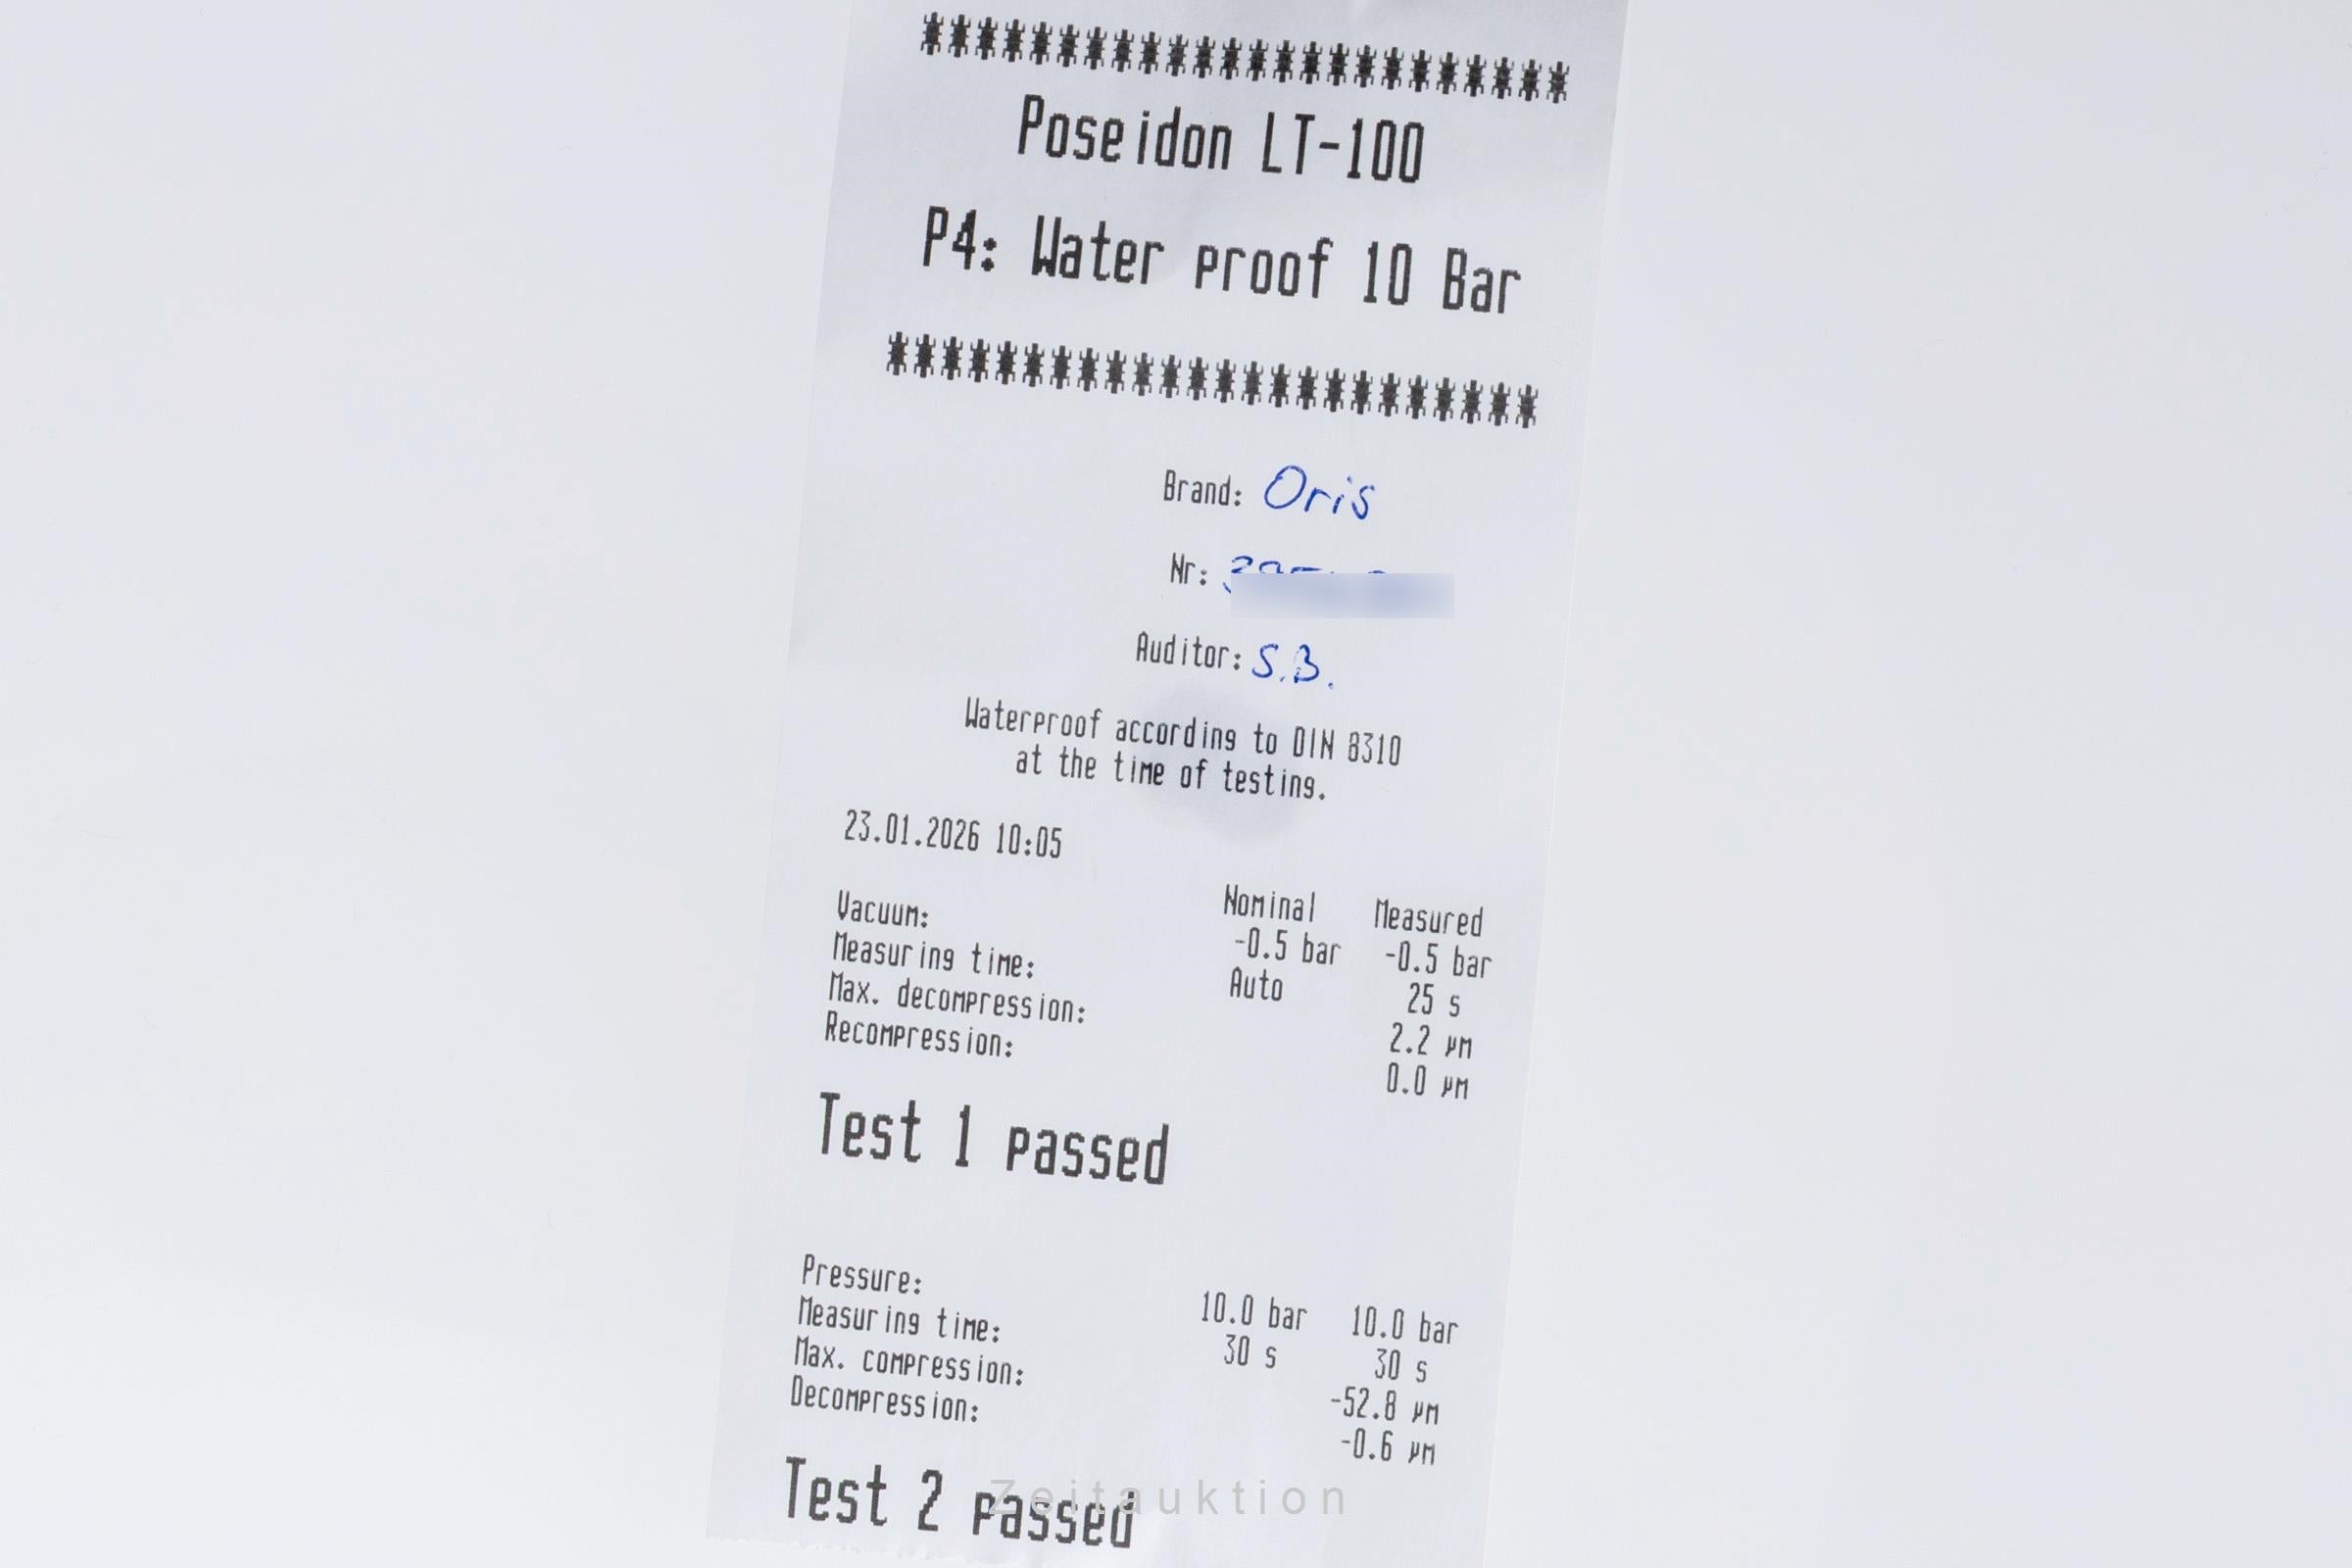 Poseidon LT-100
P4: Water proof 10 Bar
Brand: Oris
Nr:
Auditor: S.B.
Waterproof according to DIN 8310
at the time of testing.
23.01.2026 10:05
Nominal Measured
Vacuum: -0.5 bar -0.5 bar
Measuring time: Auto 25 s
Max. decompression: 2.2 µm
Recompression: 0.0 µm
Test 1 passed
Pressure: 10.0 bar 10.0 bar
Measuring time: 30 s 30 s
Max. compression: -52.8 µm
Decompression: -0.6 µm
Test 2 passed
Zeitauktion